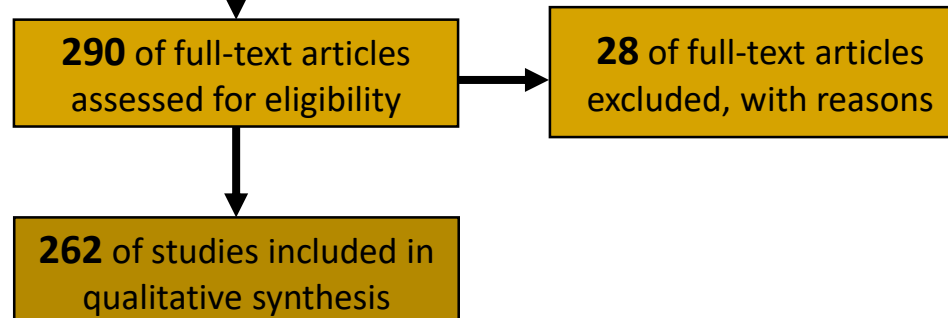 290 of full-text articles
assessed for eligibility
28 of full-text articles
excluded, with reasons
262 of studies included in
qualitative synthesis